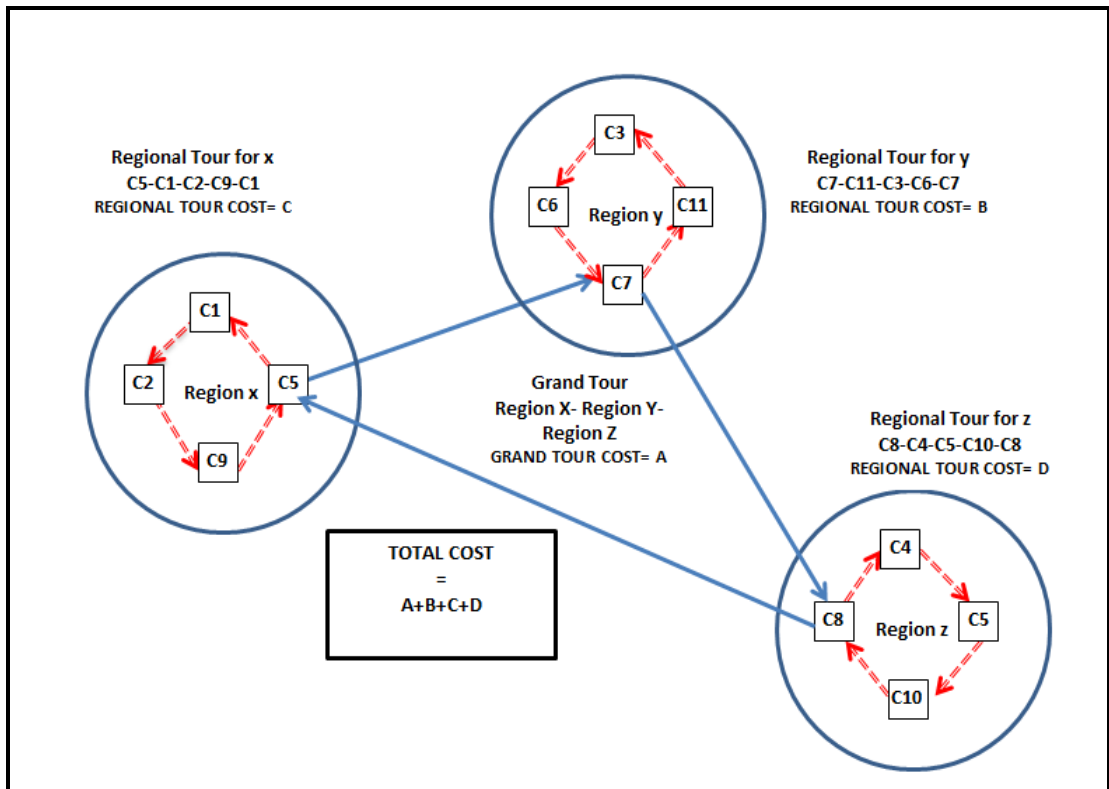 Regional Tour for x
C5-C1-C2-C9-C1
REGIONAL TOUR COST= C
C3
C6
Region y
C11
C7
Regional Tour for y
C7-C11-C3-C6-C7
REGIONAL TOUR COST= B
C1
C2
Region x
C5
C9
Grand Tour
Region X- Region Y-
Region Z
GRAND TOUR COST= A
Regional Tour for z
C8-C4-C5-C10-C8
REGIONAL TOUR COST= D
TOTAL COST
=
A+B+C+D
C4
C8
Region z
C5
C10